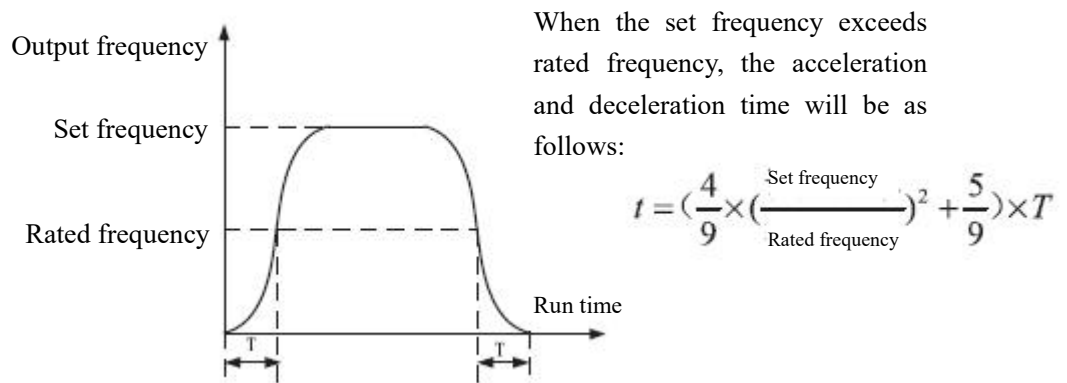 Output frequency
Set frequency
Rated frequency
T
T
Run time
When the set frequency exceeds
rated frequency, the acceleration
and deceleration time will be as
follows:
t = (4/9 × (Set frequency / Rated frequency)² + 5/9) × T